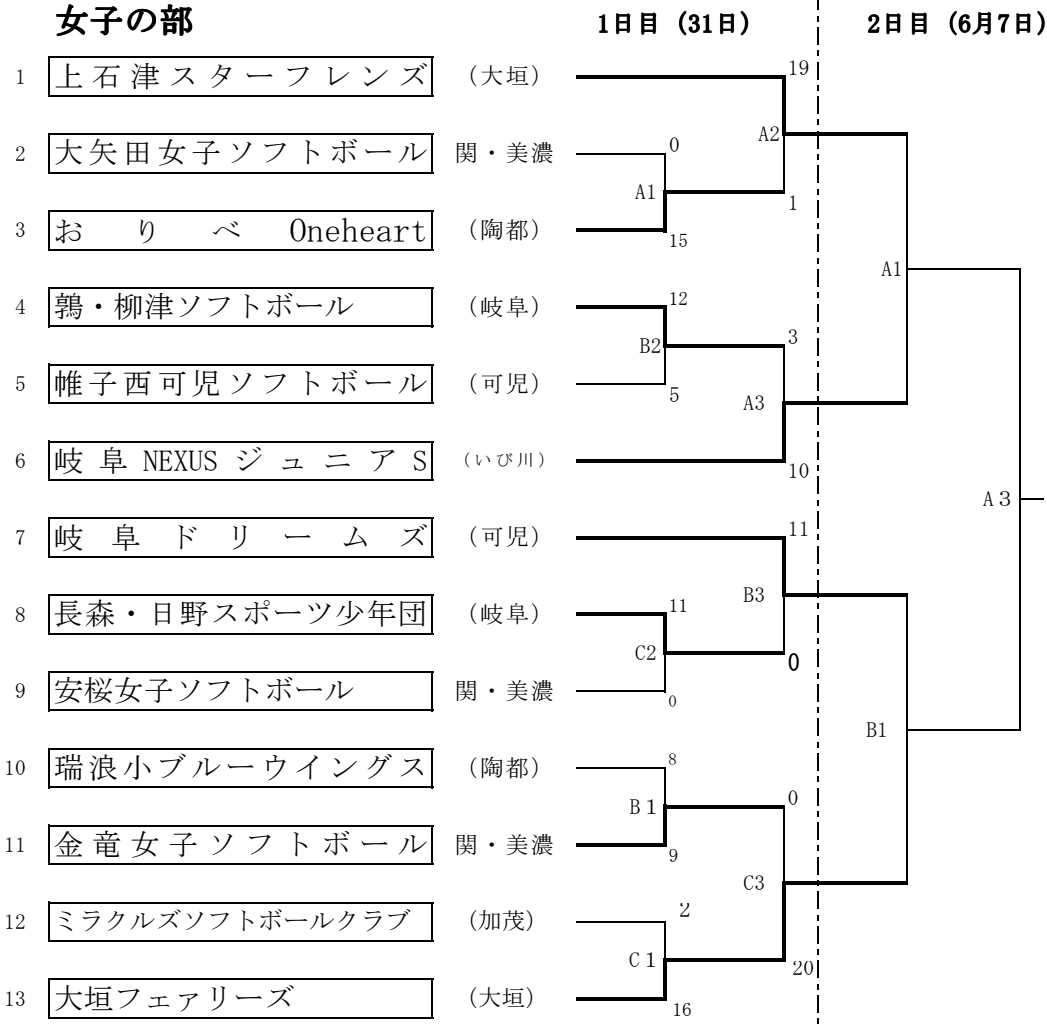 女子の部 1日目（31日） 2日目（6月7日）
1 上石津スターフレンズ （大垣） 19
A2
2 大矢田女子ソフトボール 関・美濃 0
A1
1
3 おりべ Oneheart （陶都） 15
A1
4 鶉・柳津ソフトボール （岐阜） 12
B2 3
5 帷子西可児ソフトボール （可児） 5
A3
6 岐阜NEXUSジュニアS （いび川） 10
A３
7 岐阜ドリームズ （可児） 11
B3
8 長森・日野スポーツ少年団 （岐阜） 11
C2 0
9 安桜女子ソフトボール 関・美濃 0
B1
10 瑞浪小ブルーウイングス （陶都） 8
B１ 0
11 金竜女子ソフトボール 関・美濃 9
C3
12 ミラクルズソフトボールクラブ （加茂） 2
C１ 20
13 大垣フェァリーズ （大垣） 16